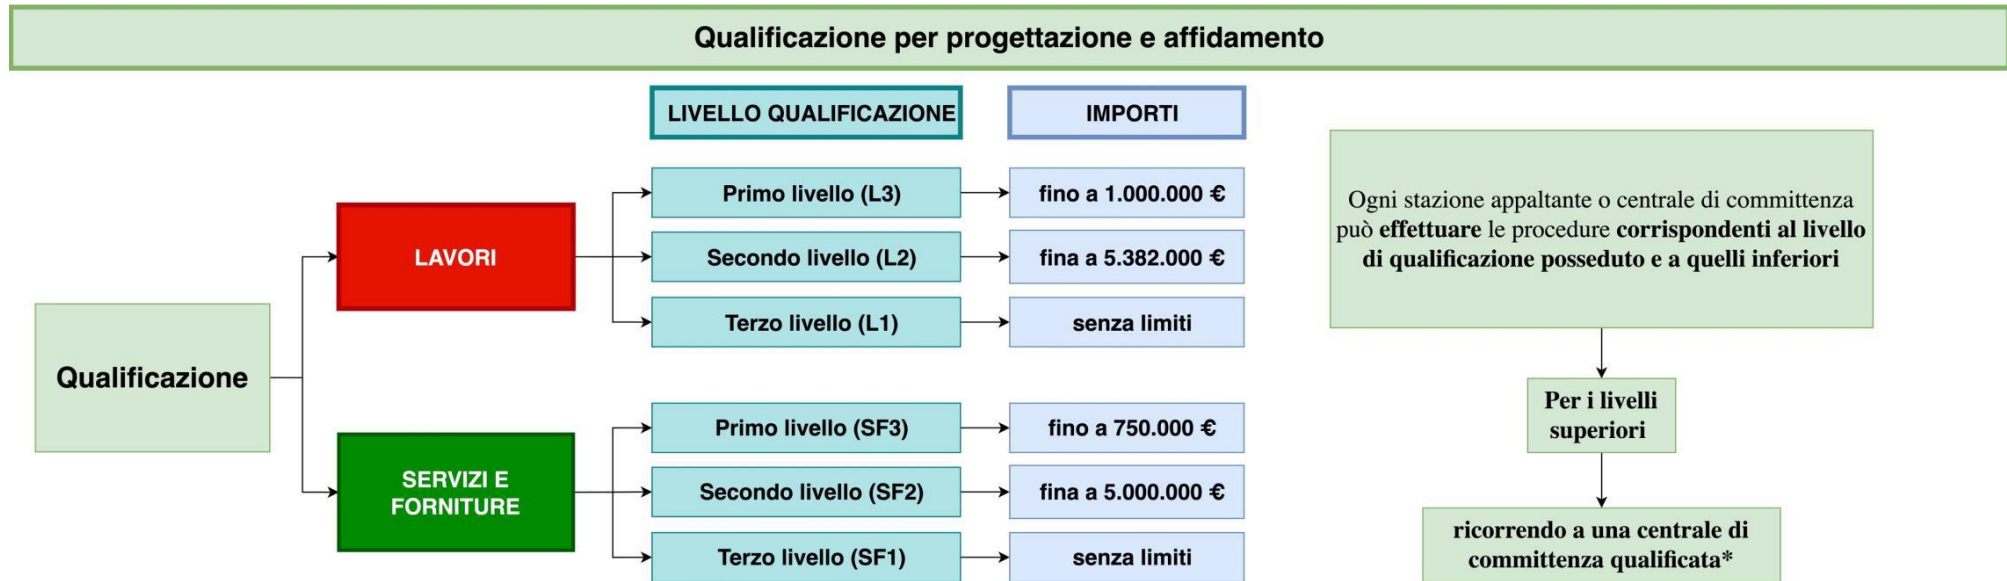 Qualificazione per progettazione e affidamento
LIVELLO QUALIFICAZIONE
IMPORTI
Qualificazione
LAVORI
Primo livello (L3)
fino a 1.000.000 €
Secondo livello (L2)
fina a 5.382.000 €
Terzo livello (L1)
senza limiti
SERVIZI E
FORNITURE
Primo livello (SF3)
fino a 750.000 €
Secondo livello (SF2)
fina a 5.000.000 €
Terzo livello (SF1)
senza limiti
Ogni stazione appaltante o centrale di committenza
può effettuare le procedure corrispondenti al livello
di qualificazione posseduto e a quelli inferiori
Per i livelli
superiori
ricorrendo a una centrale di
committenza qualificata*